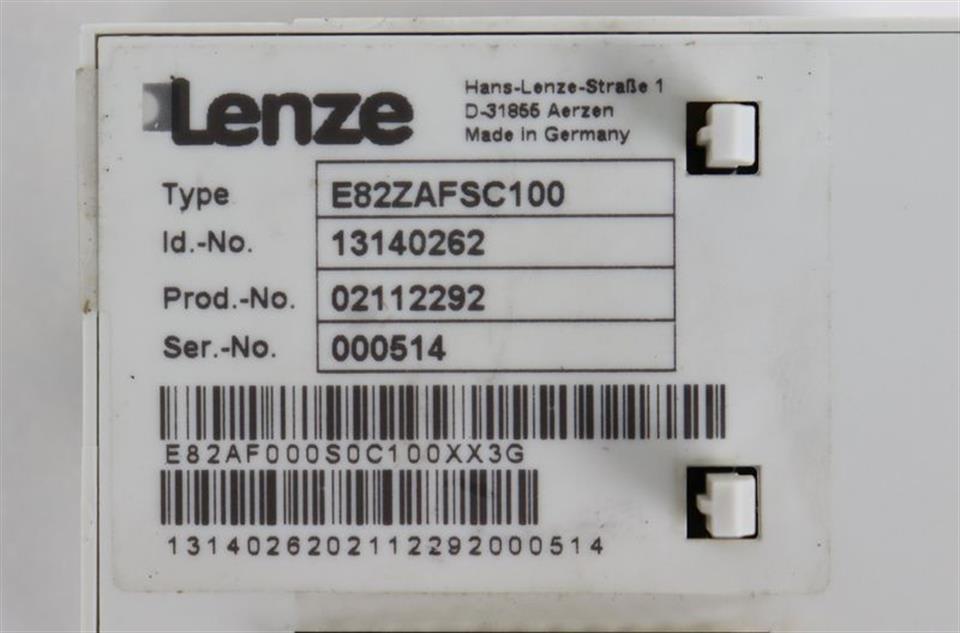 Lenze
Hans-Lenze-Straße 1
D-31855 Aerzen
Made in Germany
Type E82ZAFSC100
Id.-No. 13140262
Prod.-No. 02112292
Ser.-No. 000514
E82AF000S0C100XX3G
1314026202112292000514